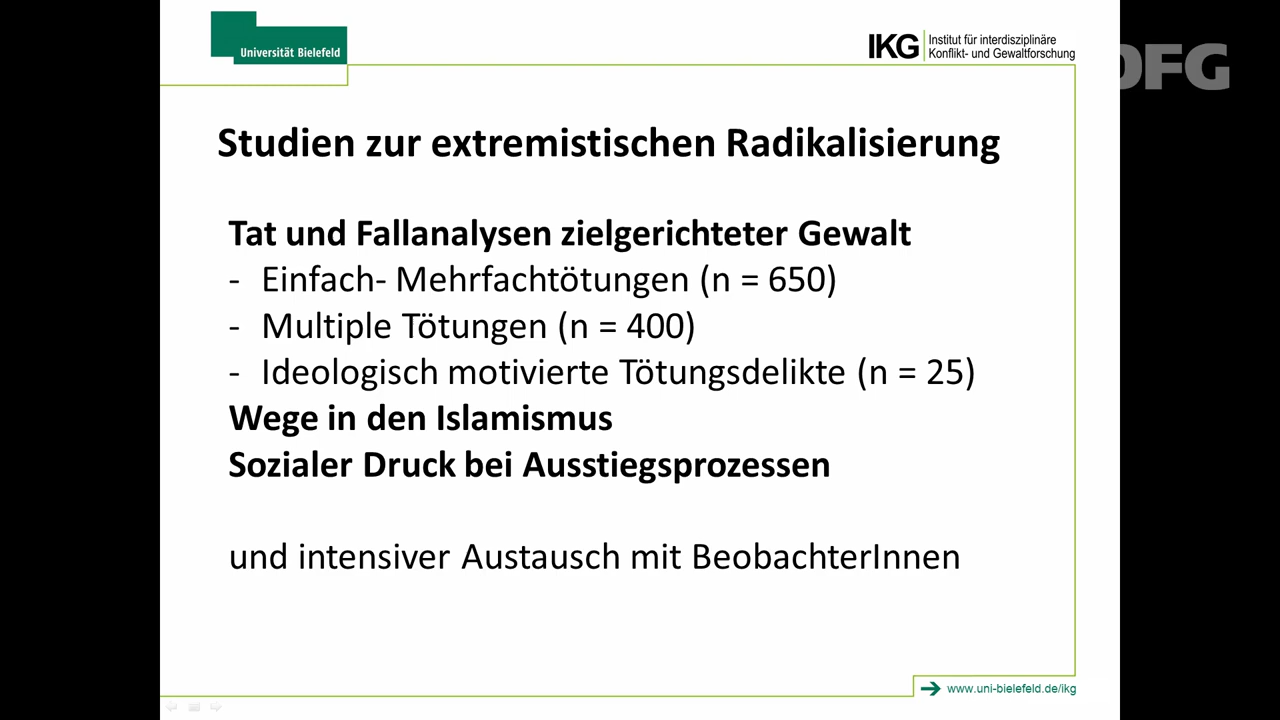 Universität Bielefeld
IKG Institut für interdisziplinäre
Konflikt- und Gewaltforschung
DFG
Studien zur extremistischen Radikalisierung
Tat und Fallanalysen zielgerichteter Gewalt
- Einfach- Mehrfachtötungen (n = 650)
- Multiple Tötungen (n = 400)
- Ideologisch motivierte Tötungsdelikte (n = 25)
Wege in den Islamismus
Sozialer Druck bei Ausstiegsprozessen
und intensiver Austausch mit BeobachterInnen
www.uni-bielefeld.de/ikg